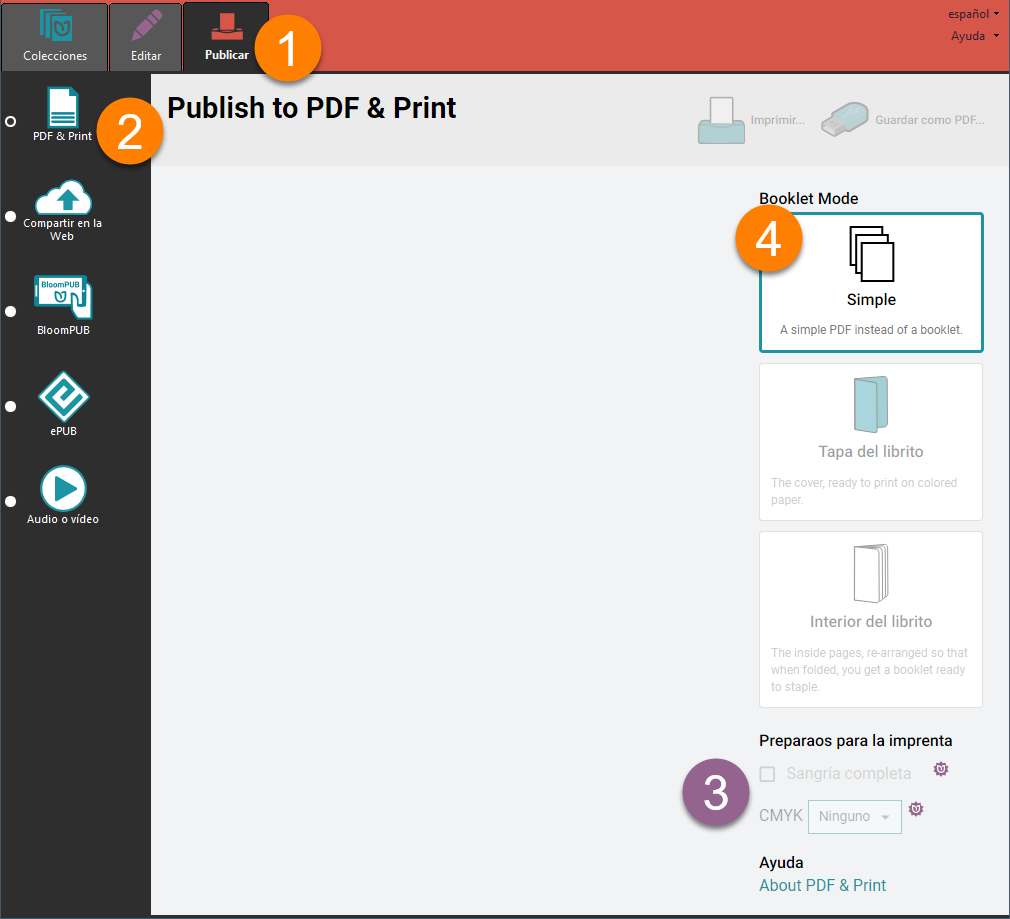 Colecciones
Editar
Publicar
1
español
Ayuda
PDF & Print
2
Compartir en la
Web
BloomPUB
BloomPUB
ePUB
Audio o vídeo
Publish to PDF & Print
Imprimir...
Guardar como PDF...
Booklet Mode
4
Simple
A simple PDF instead of a booklet.
Tapa del librito
The cover, ready to print on colored
paper.
Interior del librito
The inside pages, re-arranged so that
when folded, you get a booklet ready
to staple.
Preparaos para la imprenta
3
Sangría completa
CMYK Ninguno
Ayuda
About PDF & Print